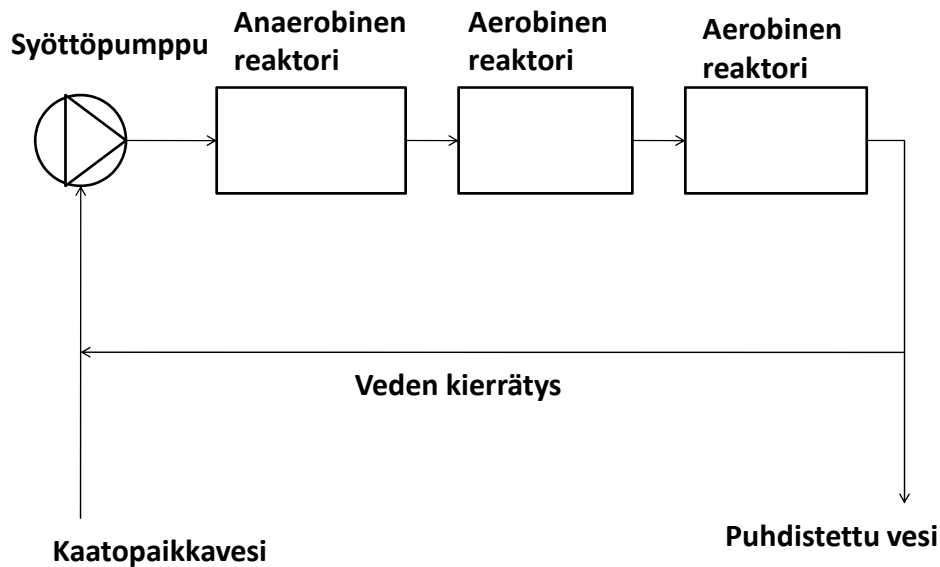 Syöttöpumppu
Anaerobinen
reaktori
Aerobinen
reaktori
Aerobinen
reaktori
Veden kierrätys
Kaatopaikkavesi
Puhdistettu vesi